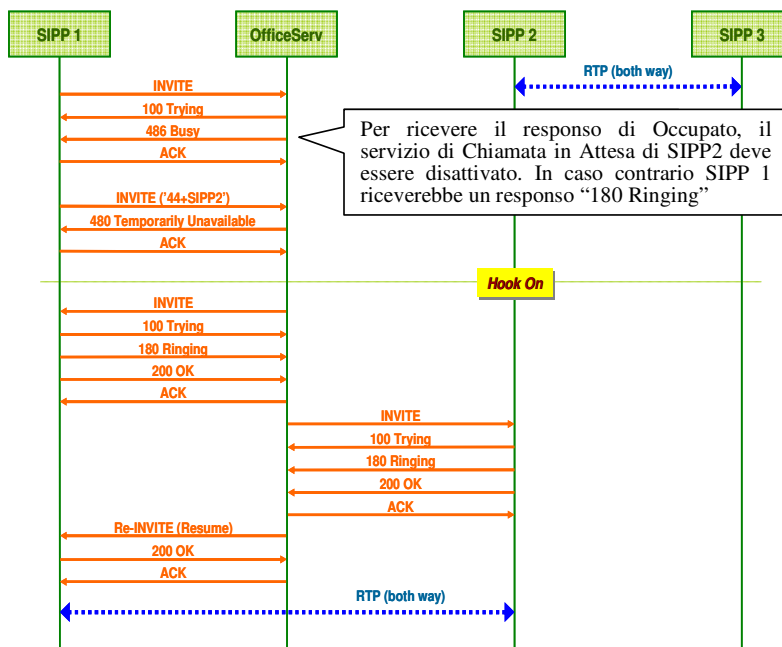 SIPP 1
OfficeServ
SIPP 2
SIPP 3
RTP (both way)
INVITE
100 Trying
486 Busy
ACK
Per ricevere il responso di Occupato, il
servizio di Chiamata in Attesa di SIPP2 deve
essere disattivato. In caso contrario SIPP 1
riceverebbe un responso “180 Ringing”
INVITE ('44+SIPP2')
480 Temporarily Unavailable
ACK
Hook On
INVITE
100 Trying
180 Ringing
200 OK
ACK
INVITE
100 Trying
180 Ringing
200 OK
ACK
Re-INVITE (Resume)
200 OK
ACK
RTP (both way)